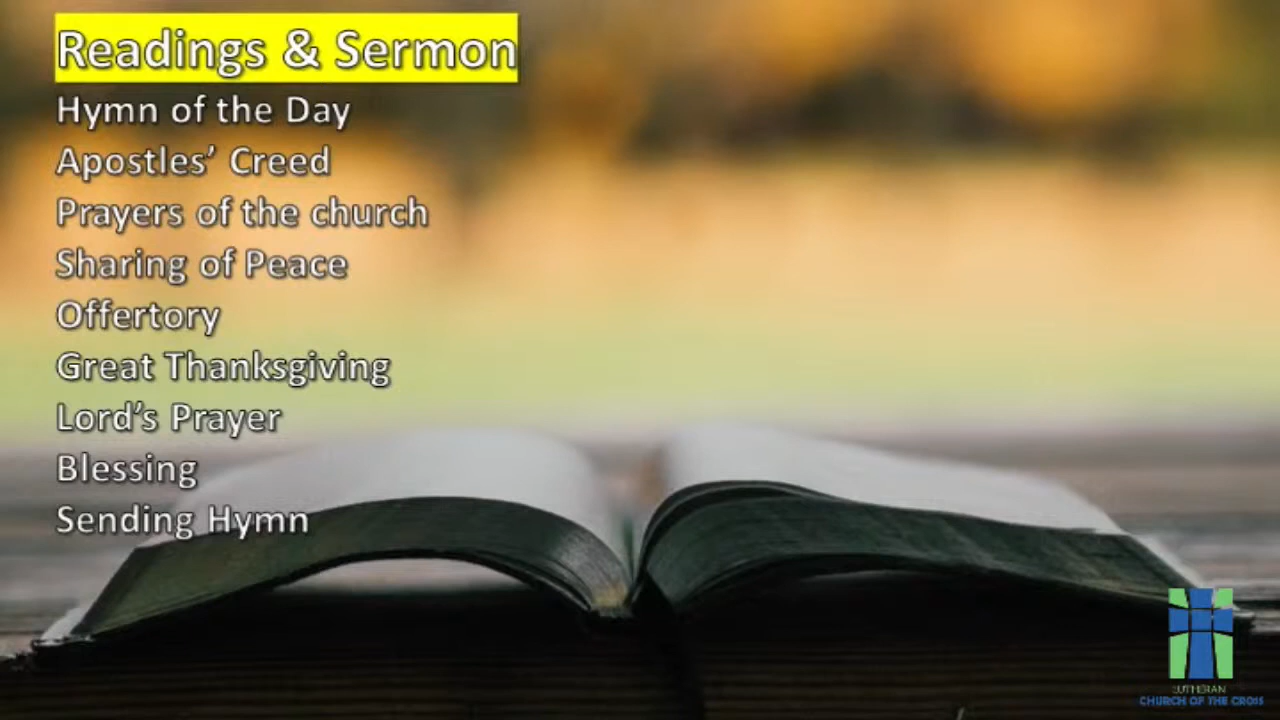 Readings & Sermon
Hymn of the Day
Apostles’ Creed
Prayers of the church
Sharing of Peace
Offertory
Great Thanksgiving
Lord’s Prayer
Blessing
Sending Hymn
LUTHERAN
CHURCH OF THE CROSS